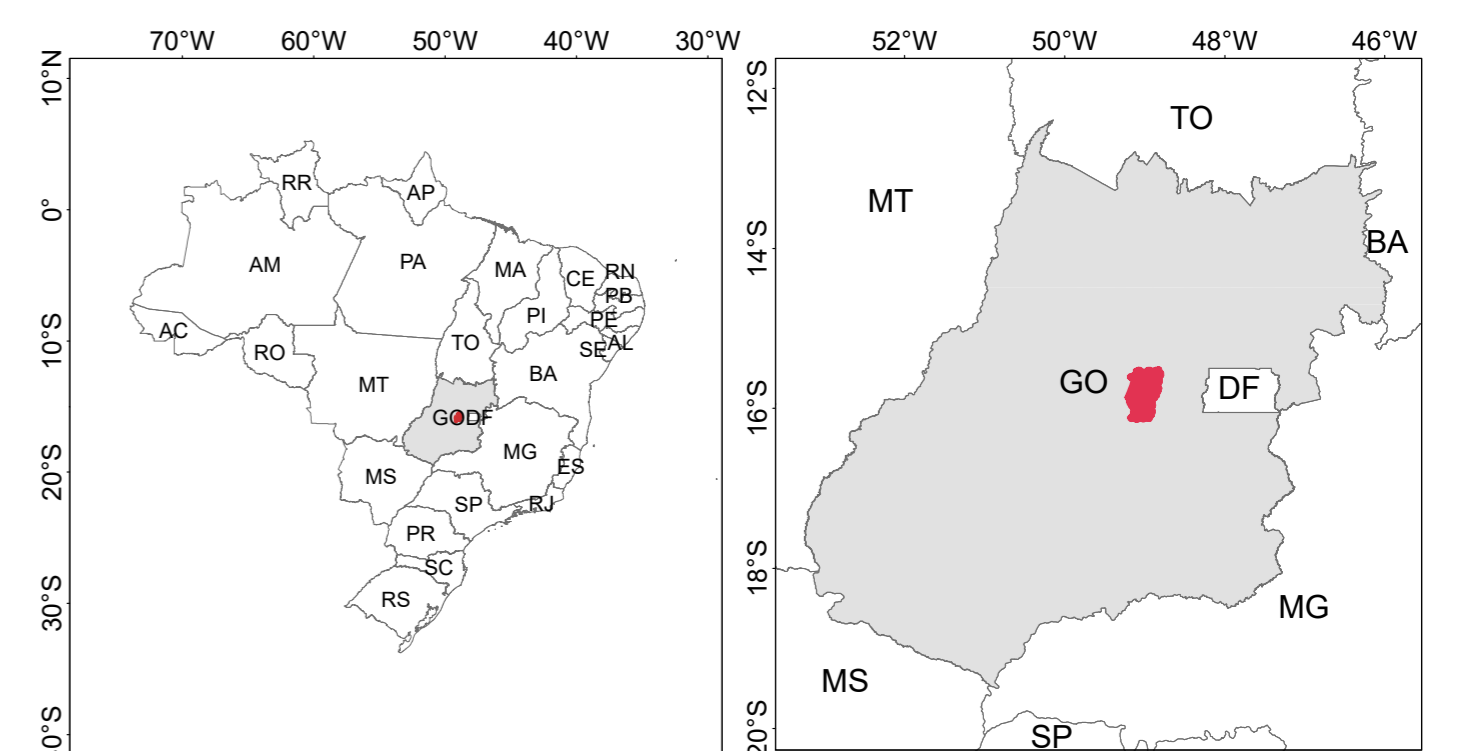 70°W 60°W 50°W 40°W 30°W
10°N
0°
10°S
20°S
30°S
0°S
RR
AP
AM
PA
MA
CE
RN
PB
PI
PE
AC
TO
AL
SE
RO
BA
MT
GO
DF
MG
ES
MS
SP
RJ
PR
SC
RS
52°W 50°W 48°W 46°W
12°S
14°S
16°S
18°S
20°S
TO
MT
BA
GO
DF
MG
MS
SP